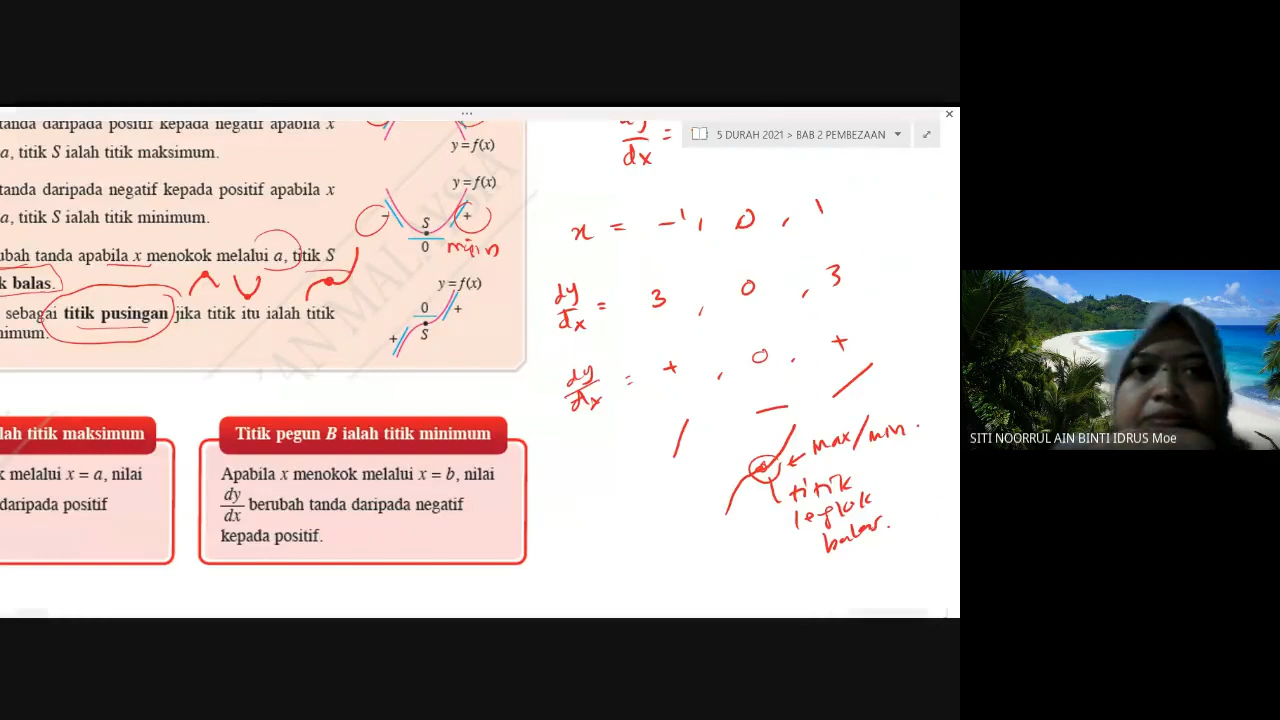 tanda daripada positif kepada negatif apabila x
a, titik S ialah titik maksimum.
y = f(x)
tanda daripada negatif kepada positif apabila x
a, titik S ialah titik minimum.
y = f(x)
−
S
+
0
min
ubah tanda apabila x menokok melalui a, titik S
k balas.
sebagai titik pusingan jika titik itu ialah titik
nimum.
y = f(x)
0
+
S
+
AN MALAYSIA
lah titik maksimum
k melalui x = a, nilai
daripada positif
Titik pegun B ialah titik minimum
Apabila x menokok melalui x = b, nilai
dy/dx berubah tanda daripada negatif
kepada positif.
dy/dx =
5 DURAH 2021 > BAB 2 PEMBEZAAN
x = -1, 0, 1
dy/dx = 3, 0, 3
dy/dx = +, 0, +
max/min.
titik
lengkok
balas.
SITI NOORRUL AIN BINTI IDRUS Moe